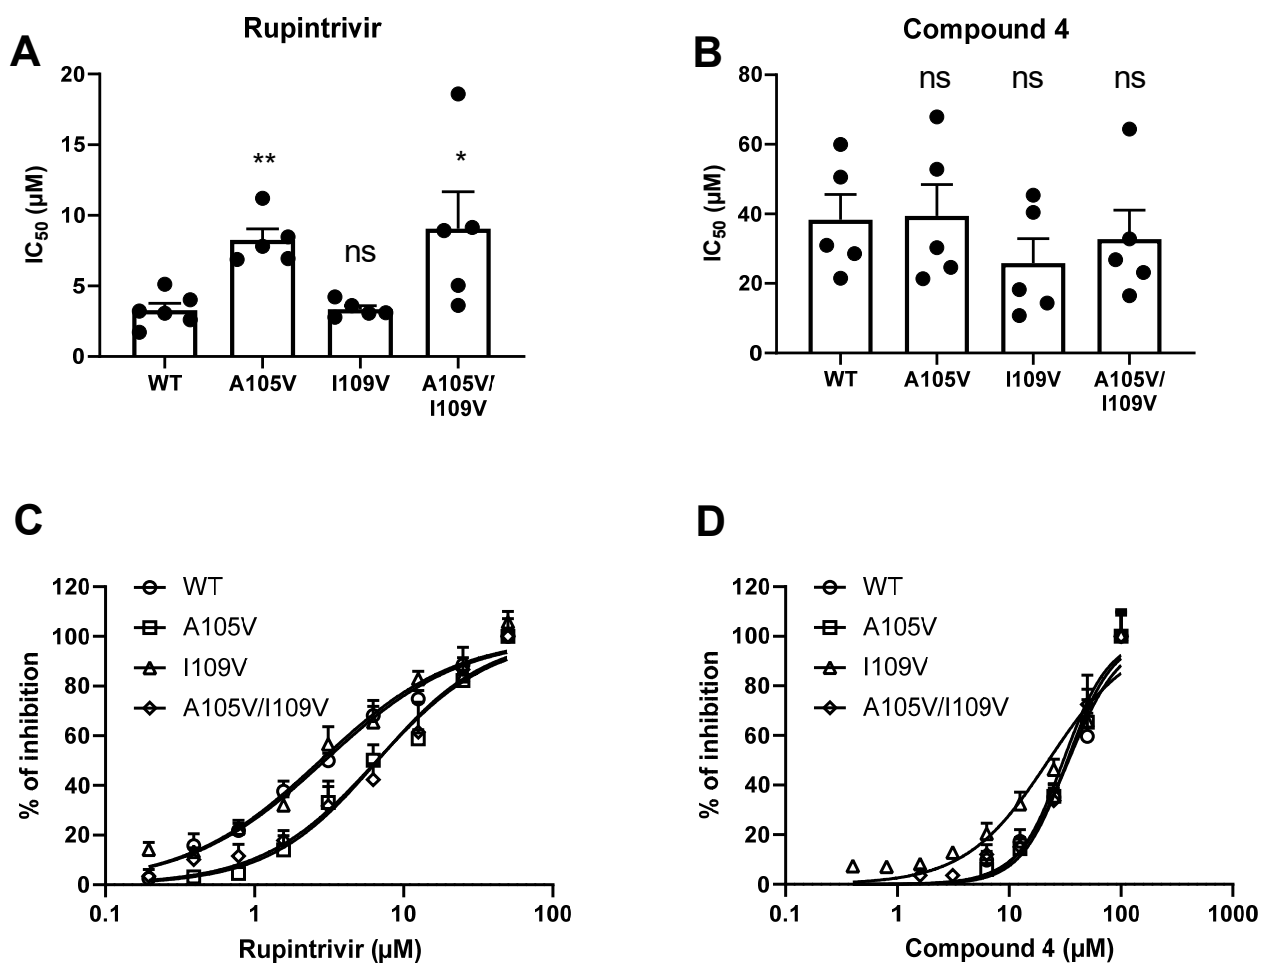 A
Rupintrivir
IC50 (µM)
20
15
10
5
0
**
ns
*
WT
A105V
I109V
A105V/
I109V
B
Compound 4
IC50 (µM)
80
60
40
20
0
ns
ns
ns
WT
A105V
I109V
A105V/
I109V
C
% of inhibition
120
100
80
60
40
20
0
WT
A105V
I109V
A105V/I109V
0.1
1
10
100
Rupintrivir (µM)
D
% of inhibition
120
100
80
60
40
20
0
WT
A105V
I109V
A105V/I109V
0.1
1
10
100
1000
Compound 4 (µM)